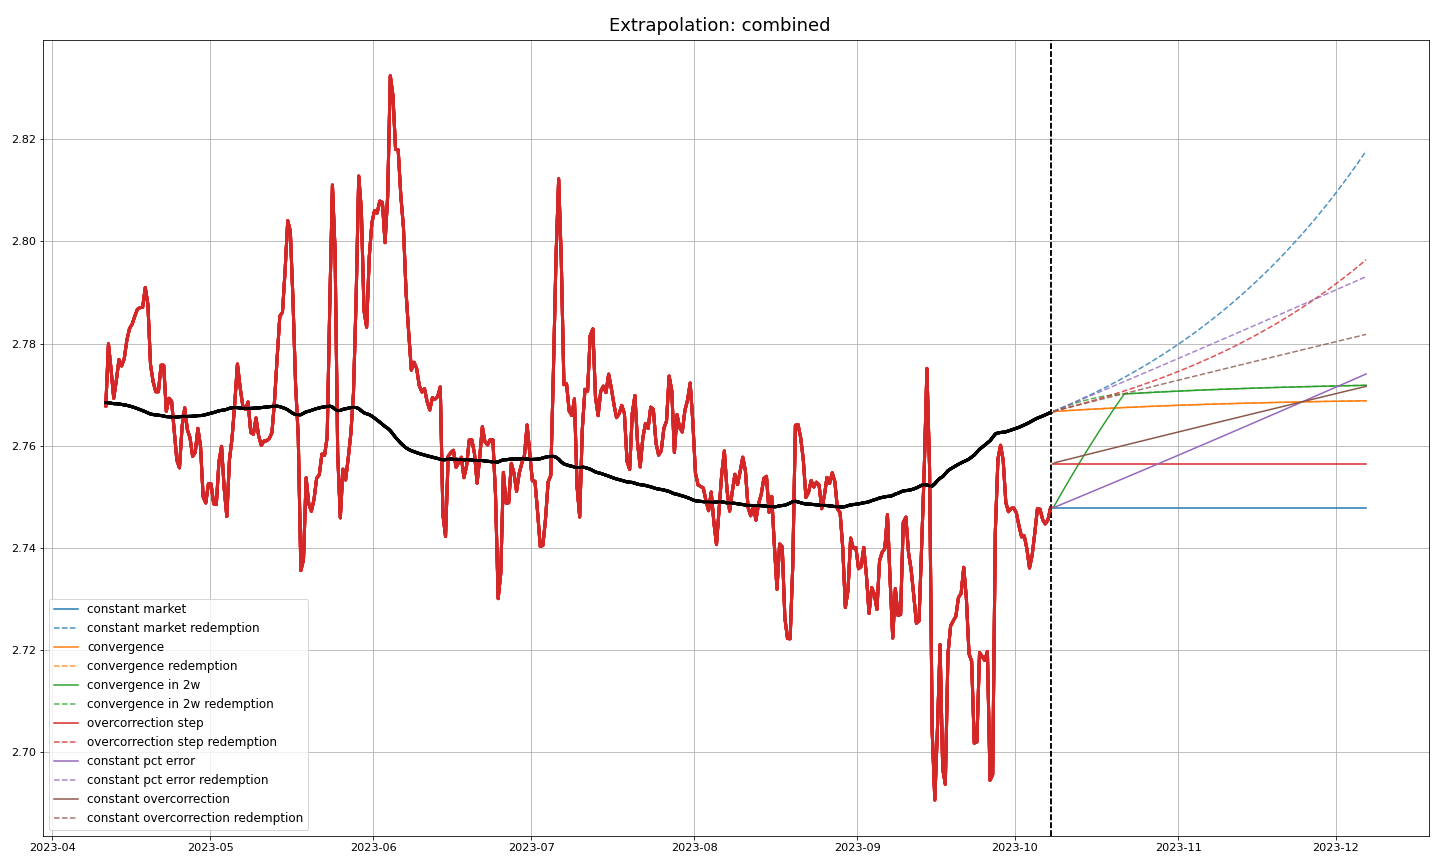 Extrapolation: combined
2.82
2.80
2.78
2.76
2.74
2.72
2.70
constant market
constant market redemption
convergence
convergence redemption
convergence in 2w
convergence in 2w redemption
overcorrection step
overcorrection step redemption
constant pct error
constant pct error redemption
constant overcorrection
constant overcorrection redemption
2023-04 2023-05 2023-06 2023-07 2023-08 2023-09 2023-10 2023-11 2023-12